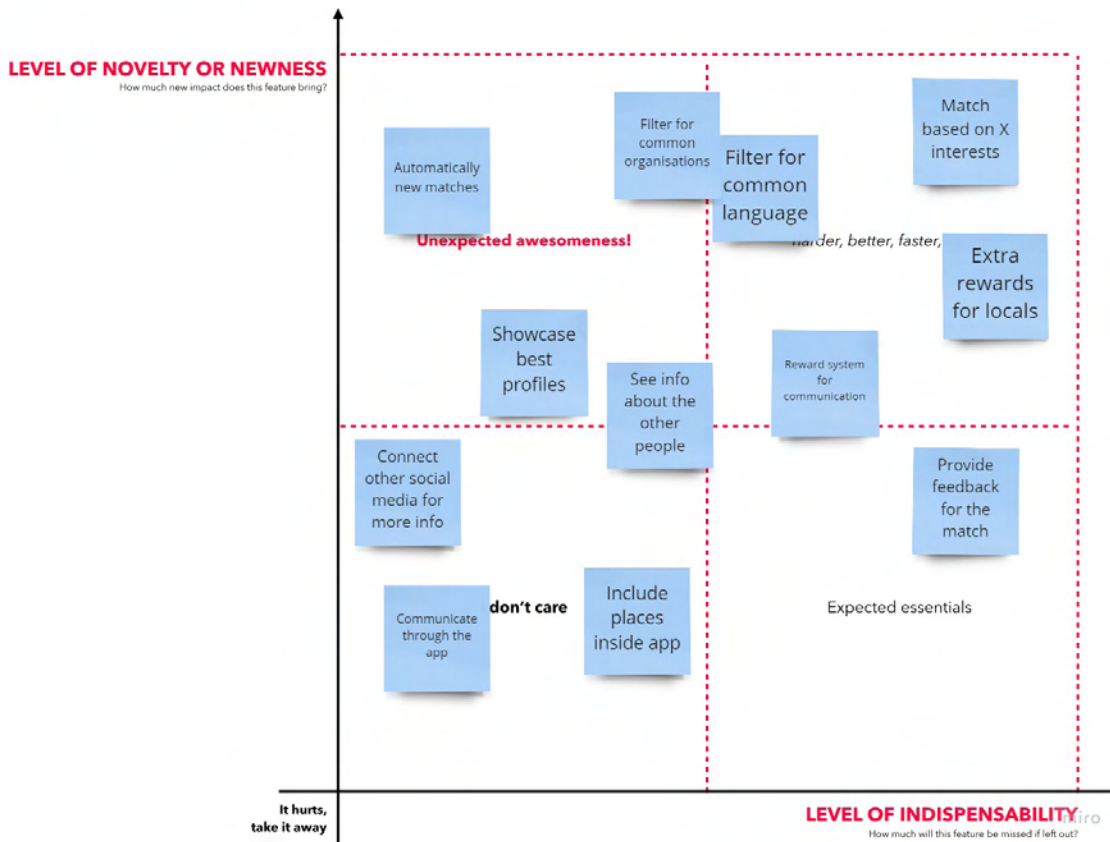 LEVEL OF NOVELTY OR NEWNESS
How much new impact does this feature bring?
Automatically
new matches
Filter for
common
organisations
Filter for
common
language
Match
based on X
interests
Unexpected awesomeness!
harder, better, faster,
Extra
rewards
for locals
Showcase
best
profiles
See info
about the
other
people
Reward system
for
communication
Connect
other social
media for
more info
Provide
feedback
for the
match
Communicate
through the
app
don't care
Include
places
inside app
Expected essentials
It hurts,
take it away
LEVEL OF INDISPENSABILITY
How much will this feature be missed if left out?
miro